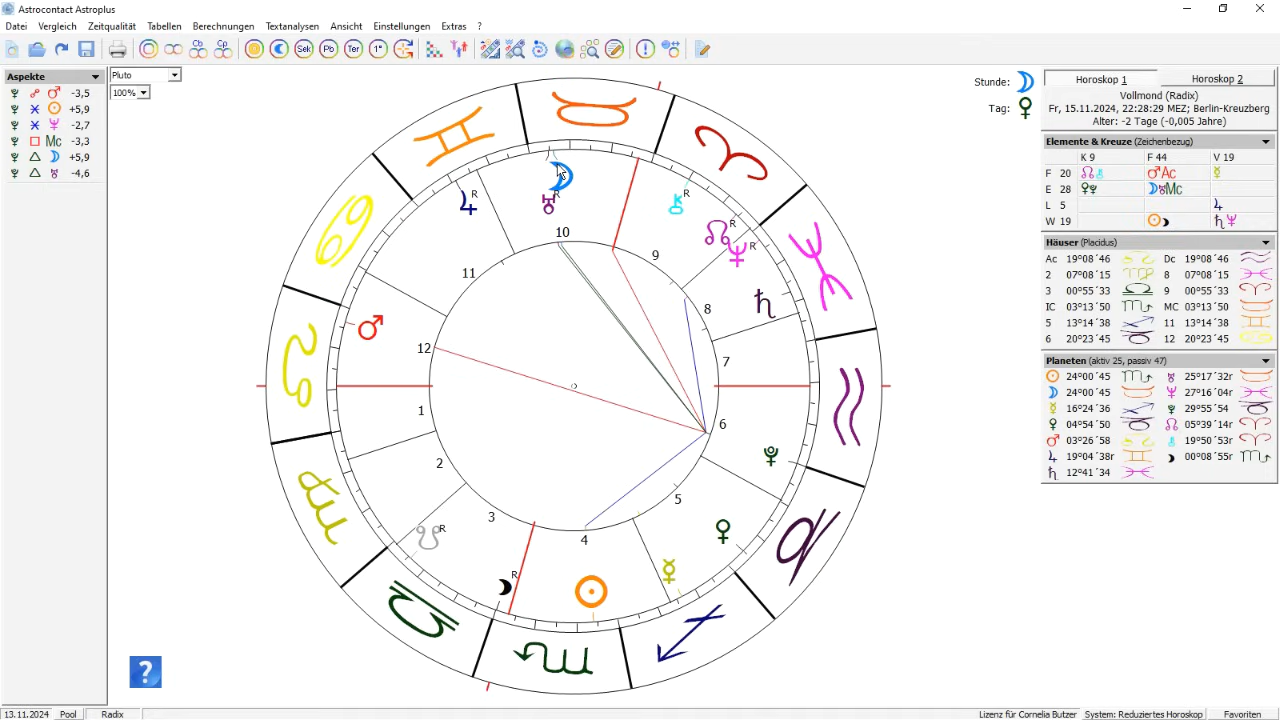 Astrocontact Astroplus
Datei Vergleich Zeitqualität Tabellen Berechnungen Textanalysen Ansicht Einstellungen Extras ?
Cb Cp Sek Pb Ter 1°
Aspekte
-3,5
+5,9
-2,7
Mc -3,3
+5,9
-4,6
Pluto
100%
Stunde:
Tag:
R
R
R
R
R
R
R
10
9
8
7
6
5
4
3
2
1
12
11
Horoskop 1 Horoskop 2
Vollmond (Radix)
Fr, 15.11.2024, 22:28:29 MEZ; Berlin-Kreuzberg
Alter: -2 Tage (-0,005 Jahre)
Elemente & Kreuze (Zeichenbezug)
K 9 F 44 V 19
F 20 Ac
E 28 Mc
L 5
W 19
Häuser (Placidus)
Ac 19°08'46 Dc 19°08'46
2 07°08'15 8 07°08'15
3 00°55'33 9 00°55'33
IC 03°13'50 MC 03°13'50
5 13°14'38 11 13°14'38
6 20°23'45 12 20°23'45
Planeten (aktiv 25, passiv 47)
24°00'45 25°17'32r
24°00'45 27°16'04r
16°24'36 29°55'54
04°54'50 05°39'14r
03°26'58 19°50'53r
19°04'38r 00°08'55r
12°41'34
?
13.11.2024 Pool Radix Lizenz für Cornelia Butzer System: Reduziertes Horoskop Favoriten